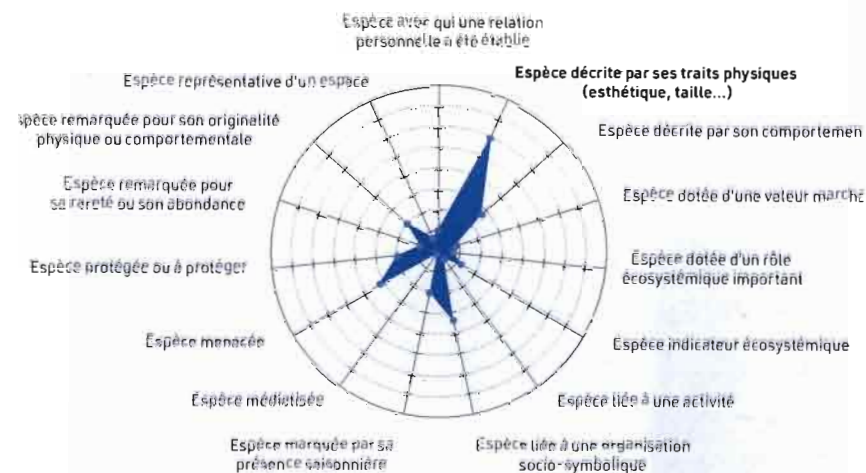 Espèce avec qui une relation
personnelle a été établie
Espèce décrite par ses traits physiques
(esthétique, taille...)
Espèce décrite par son comportemen
Espèce dotée d'une valeur marcha
Espèce dotée d'un rôle
écosystémique important
Espèce indicateur écosystémique
Espèce liée à une activité
Espèce liée à une organisation
socio-symbolique
Espèce marquée par sa
présence saisonnière
Espèce médiatisée
Espèce menacée
Espèce protégée ou à protéger
Espèce remarquée pour
sa rareté ou son abondance
spèce remarquée pour son originalité
physique ou comportementale
Espèce représentative d'un espace